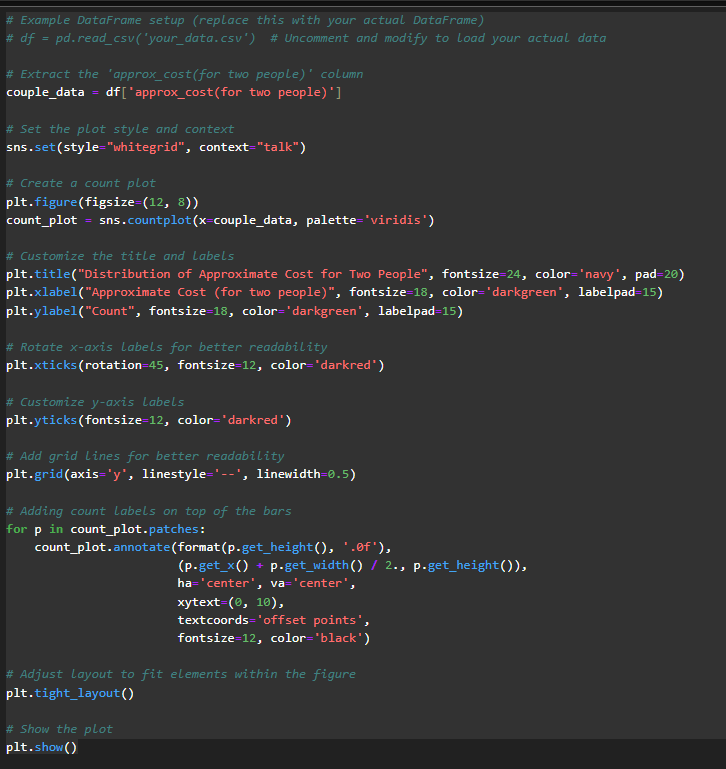 # Example DataFrame setup (replace this with your actual DataFrame)
# df = pd.read_csv('your_data.csv')  # Uncomment and modify to load your actual data

# Extract the 'approx_cost(for two people)' column
couple_data = df['approx_cost(for two people)']

# Set the plot style and context
sns.set(style="whitegrid", context="talk")

# Create a count plot
plt.figure(figsize=(12, 8))
count_plot = sns.countplot(x=couple_data, palette='viridis')

# Customize the title and labels
plt.title("Distribution of Approximate Cost for Two People", fontsize=24, color='navy', pad=20)
plt.xlabel("Approximate Cost (for two people)", fontsize=18, color='darkgreen', labelpad=15)
plt.ylabel("Count", fontsize=18, color='darkgreen', labelpad=15)

# Rotate x-axis labels for better readability
plt.xticks(rotation=45, fontsize=12, color='darkred')

# Customize y-axis labels
plt.yticks(fontsize=12, color='darkred')

# Add grid lines for better readability
plt.grid(axis='y', linestyle='--', linewidth=0.5)

# Adding count labels on top of the bars
for p in count_plot.patches:
    count_plot.annotate(format(p.get_height(), '.0f'),
                        (p.get_x() + p.get_width() / 2., p.get_height()),
                        ha='center', va='center',
                        xytext=(0, 10),
                        textcoords='offset points',
                        fontsize=12, color='black')

# Adjust layout to fit elements within the figure
plt.tight_layout()

# Show the plot
plt.show()